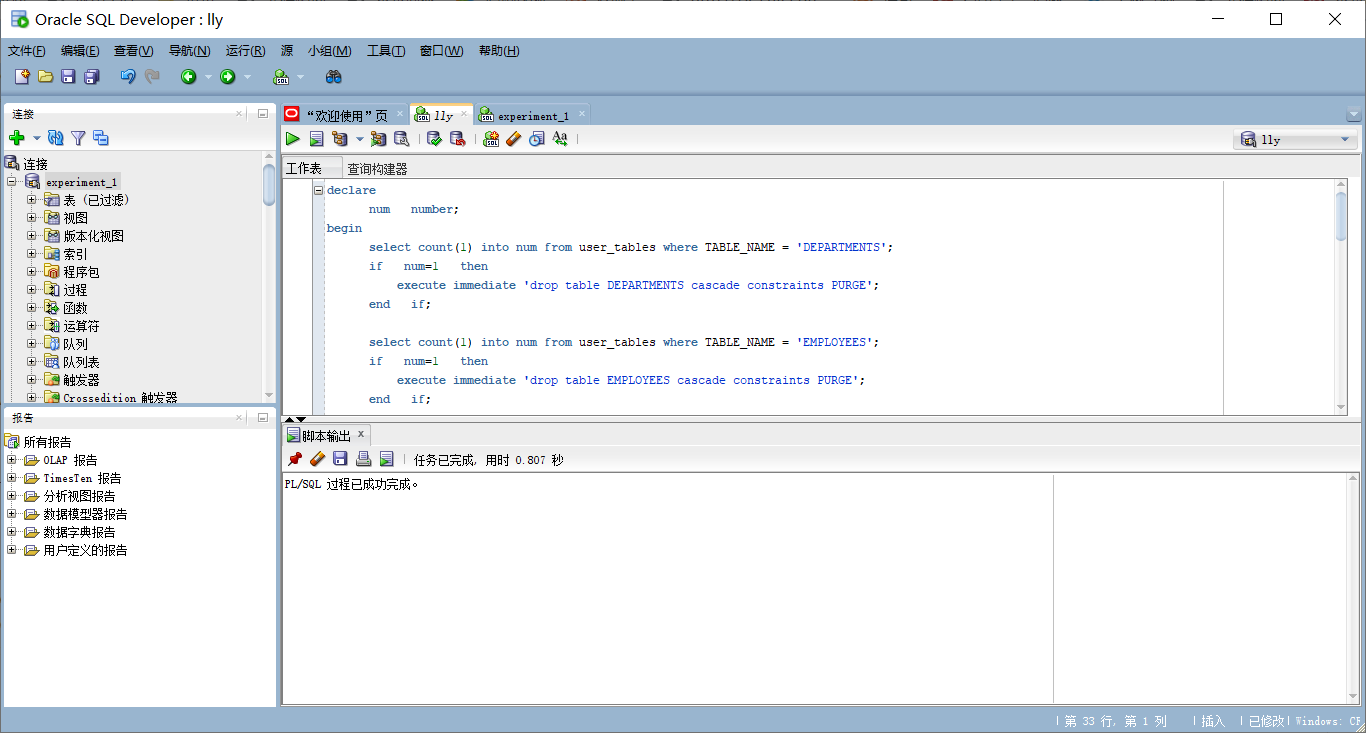 Oracle SQL Developer : lly
文件(F) 编辑(E) 查看(V) 导航(N) 运行(R) 源 小组(M) 工具(T) 窗口(W) 帮助(H)
连接
连接
experiment_1
表 (已过滤)
视图
版本化视图
索引
程序包
过程
函数
运算符
队列
队列表
触发器
Crossedition 触发器
报告
所有报告
OLAP 报告
TimesTen 报告
分析视图报告
数据模型器报告
数据字典报告
用户定义的报告
“欢迎使用”页 lly experiment_1
lly
工作表 查询构建器
declare
num number;
begin
select count(1) into num from user_tables where TABLE_NAME = 'DEPARTMENTS';
if num=1 then
execute immediate 'drop table DEPARTMENTS cascade constraints PURGE';
end if;
select count(1) into num from user_tables where TABLE_NAME = 'EMPLOYEES';
if num=1 then
execute immediate 'drop table EMPLOYEES cascade constraints PURGE';
end if;
脚本输出 x
任务已完成, 用时 0.807 秒
PL/SQL 过程已成功完成。
第 33 行, 第 1 列 | 插入 | 已修改| Windows: CR